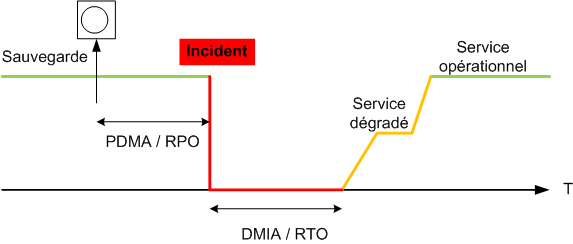 Sauvegarde
Incident
Service
opérationnel
Service
dégradé
PDMA / RPO
T
DMIA / RTO